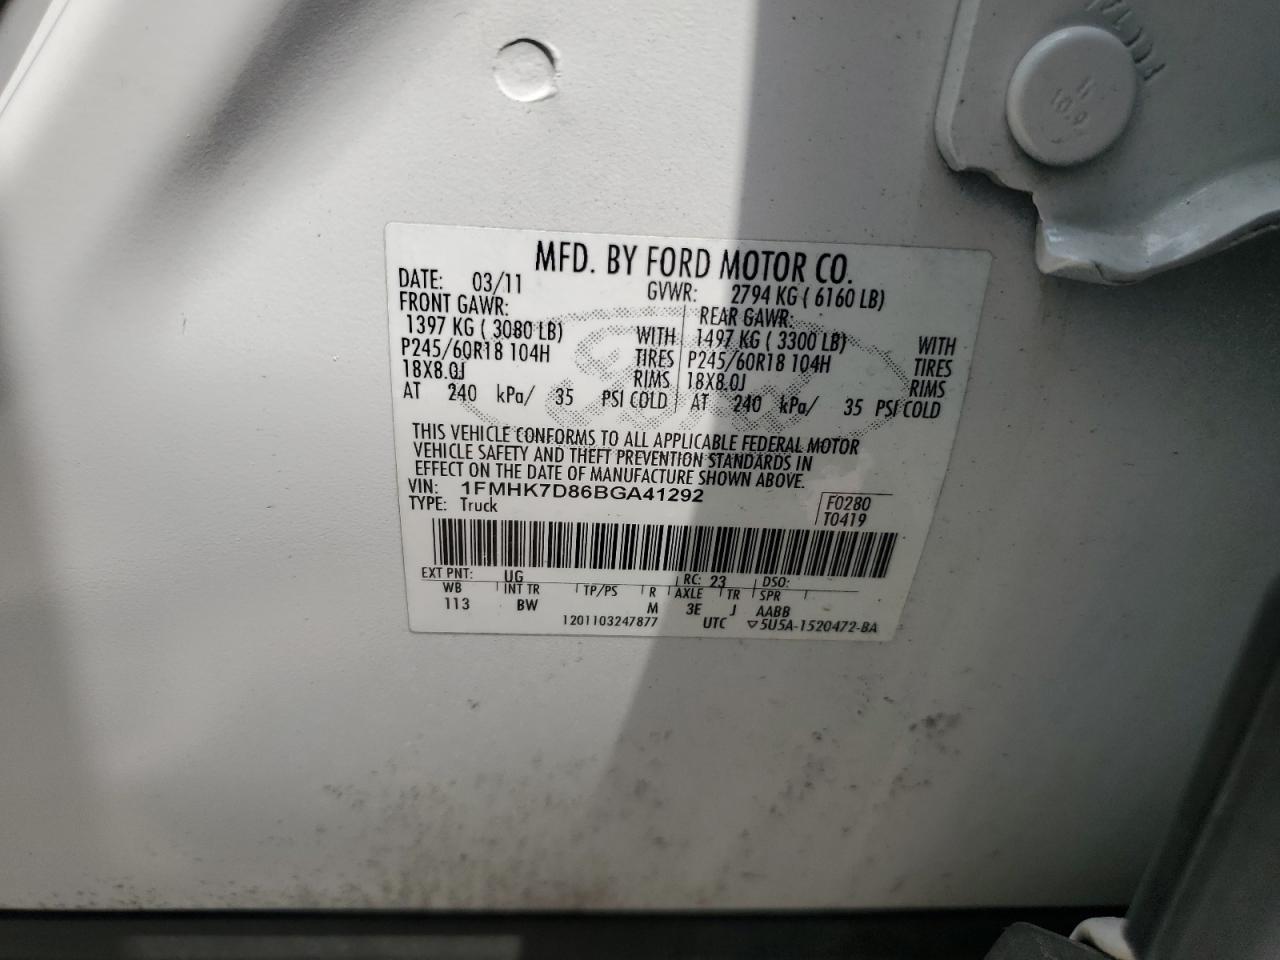 10.9
MFD. BY FORD MOTOR CO.
DATE: 03/11 GVWR: 2794 KG ( 6160 LB)
FRONT GAWR: REAR GAWR:
1397 KG ( 3080 LB) WITH 1497 KG ( 3300 LB) WITH
P245/60R18 104H TIRES P245/60R18 104H TIRES
18X8.0J RIMS 18X8.0J RIMS
AT 240 kPa/ 35 PSI COLD AT 240 kPa/ 35 PSI COLD
THIS VEHICLE CONFORMS TO ALL APPLICABLE FEDERAL MOTOR
VEHICLE SAFETY AND THEFT PREVENTION STANDARDS IN
EFFECT ON THE DATE OF MANUFACTURE SHOWN ABOVE.
VIN: 1FMHK7D86BGA41292 F0280
TYPE: Truck T0419
EXT PNT: UG RC: 23 DSO:
WB INT TR TP/PS R AXLE TR SPR
113 BW M 3E J AABB
1201103247877 UTC ▽5U5A-1520472-BA